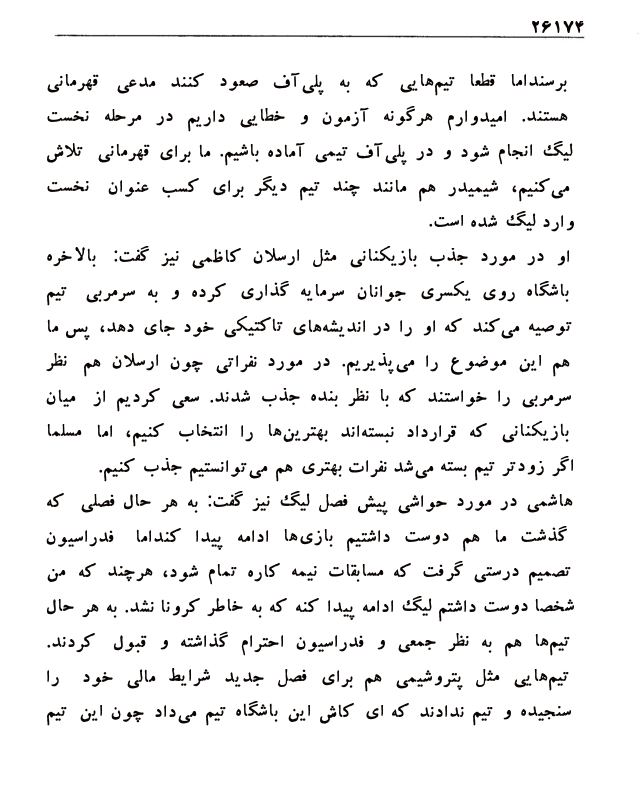 ۲۶۱۷۴
برسنداما قطعا تیم‌هایی که به پلی‌آف صعود کنند مدعی قهرمانی
هستند. امیدوارم هرگونه آزمون و خطایی داریم در مرحله نخست
لیگ انجام شود و در پلی‌آف تیمی آماده باشیم. ما برای قهرمانی تلاش
می‌کنیم، شیمیدر هم مانند چند تیم دیگر برای کسب عنوان نخست
وارد لیگ شده است.
او در مورد جذب بازیکنانی مثل ارسلان کاظمی نیز گفت: بالاخره
باشگاه روی یکسری جوانان سرمایه گذاری کرده و به سرمربی تیم
توصیه می‌کند که او را در اندیشه‌های تاکتیکی خود جای دهد، پس ما
هم این موضوع را می‌پذیریم. در مورد نفراتی چون ارسلان هم نظر
سرمربی را خواستند که با نظر بنده جذب شدند. سعی کردیم از میان
بازیکنانی که قرارداد نبسته‌اند بهترین‌ها را انتخاب کنیم، اما مسلما
اگر زودتر تیم بسته می‌شد نفرات بهتری هم می‌توانستیم جذب کنیم.
هاشمی در مورد حواشی پیش فصل لیگ نیز گفت: به هر حال فصلی که
گذشت ما هم دوست داشتیم بازی‌ها ادامه پیدا کنداما فدراسیون
تصمیم درستی گرفت که مسابقات نیمه کاره تمام شود، هرچند که من
شخصا دوست داشتم لیگ ادامه پیدا کنه که به خاطر کرونا نشد. به هر حال
تیم‌ها هم به نظر جمعی و فدراسیون احترام گذاشته و قبول کردند.
تیم‌هایی مثل پتروشیمی هم برای فصل جدید شرایط مالی خود را
سنجیده و تیم ندادند که ای کاش این باشگاه تیم می‌داد چون این تیم